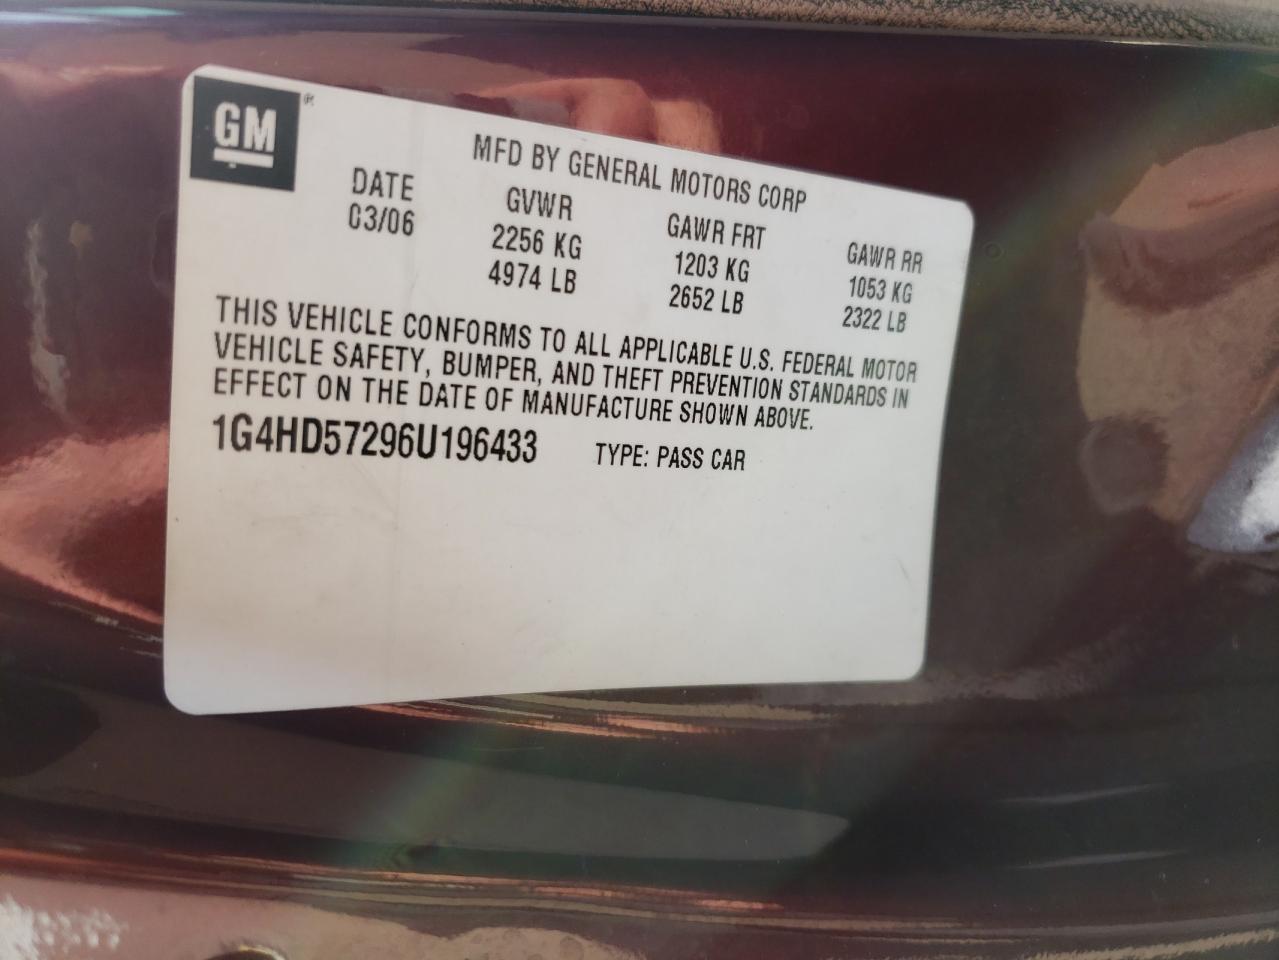 GM ®
MFD BY GENERAL MOTORS CORP
DATE GVWR GAWR FRT GAWR RR
03/06 2256 KG 1203 KG 1053 KG
4974 LB 2652 LB 2322 LB
THIS VEHICLE CONFORMS TO ALL APPLICABLE U.S. FEDERAL MOTOR
VEHICLE SAFETY, BUMPER, AND THEFT PREVENTION STANDARDS IN
EFFECT ON THE DATE OF MANUFACTURE SHOWN ABOVE.
1G4HD57296U196433 TYPE: PASS CAR